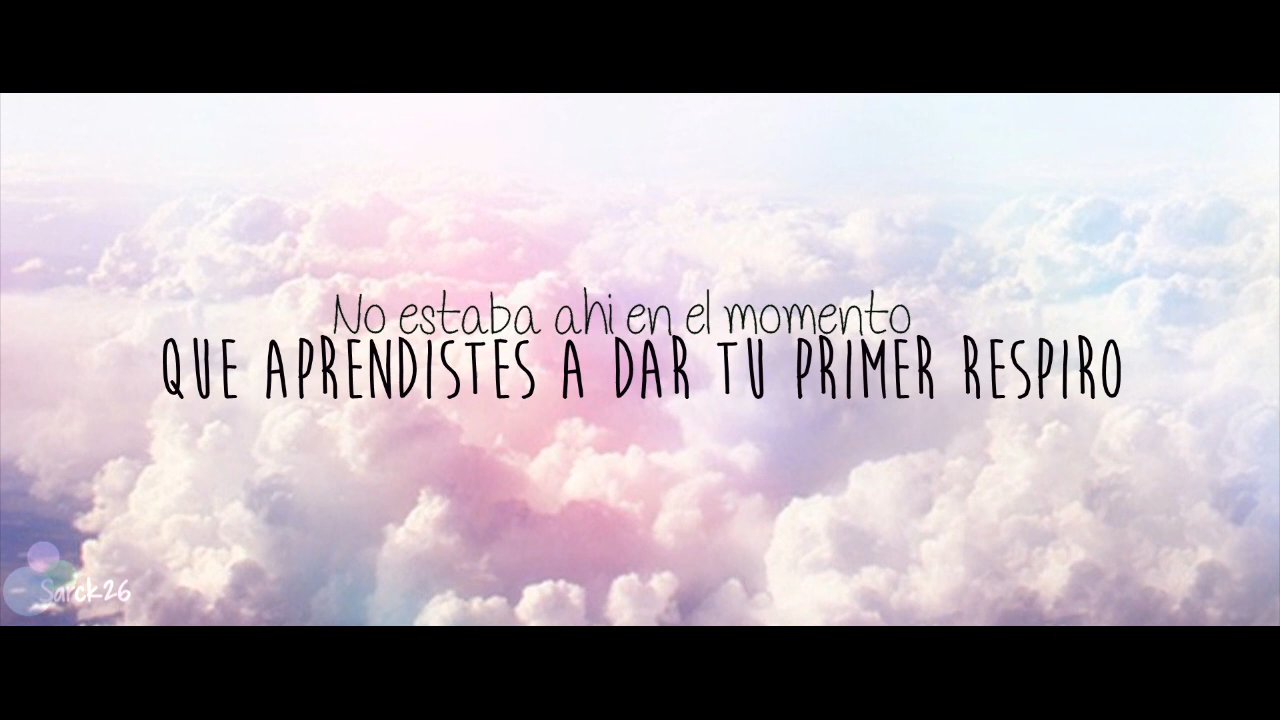 No estaba ahi en el momento
QUE APRENDISTES A DAR TU PRIMER RESPIRO
Sarck26